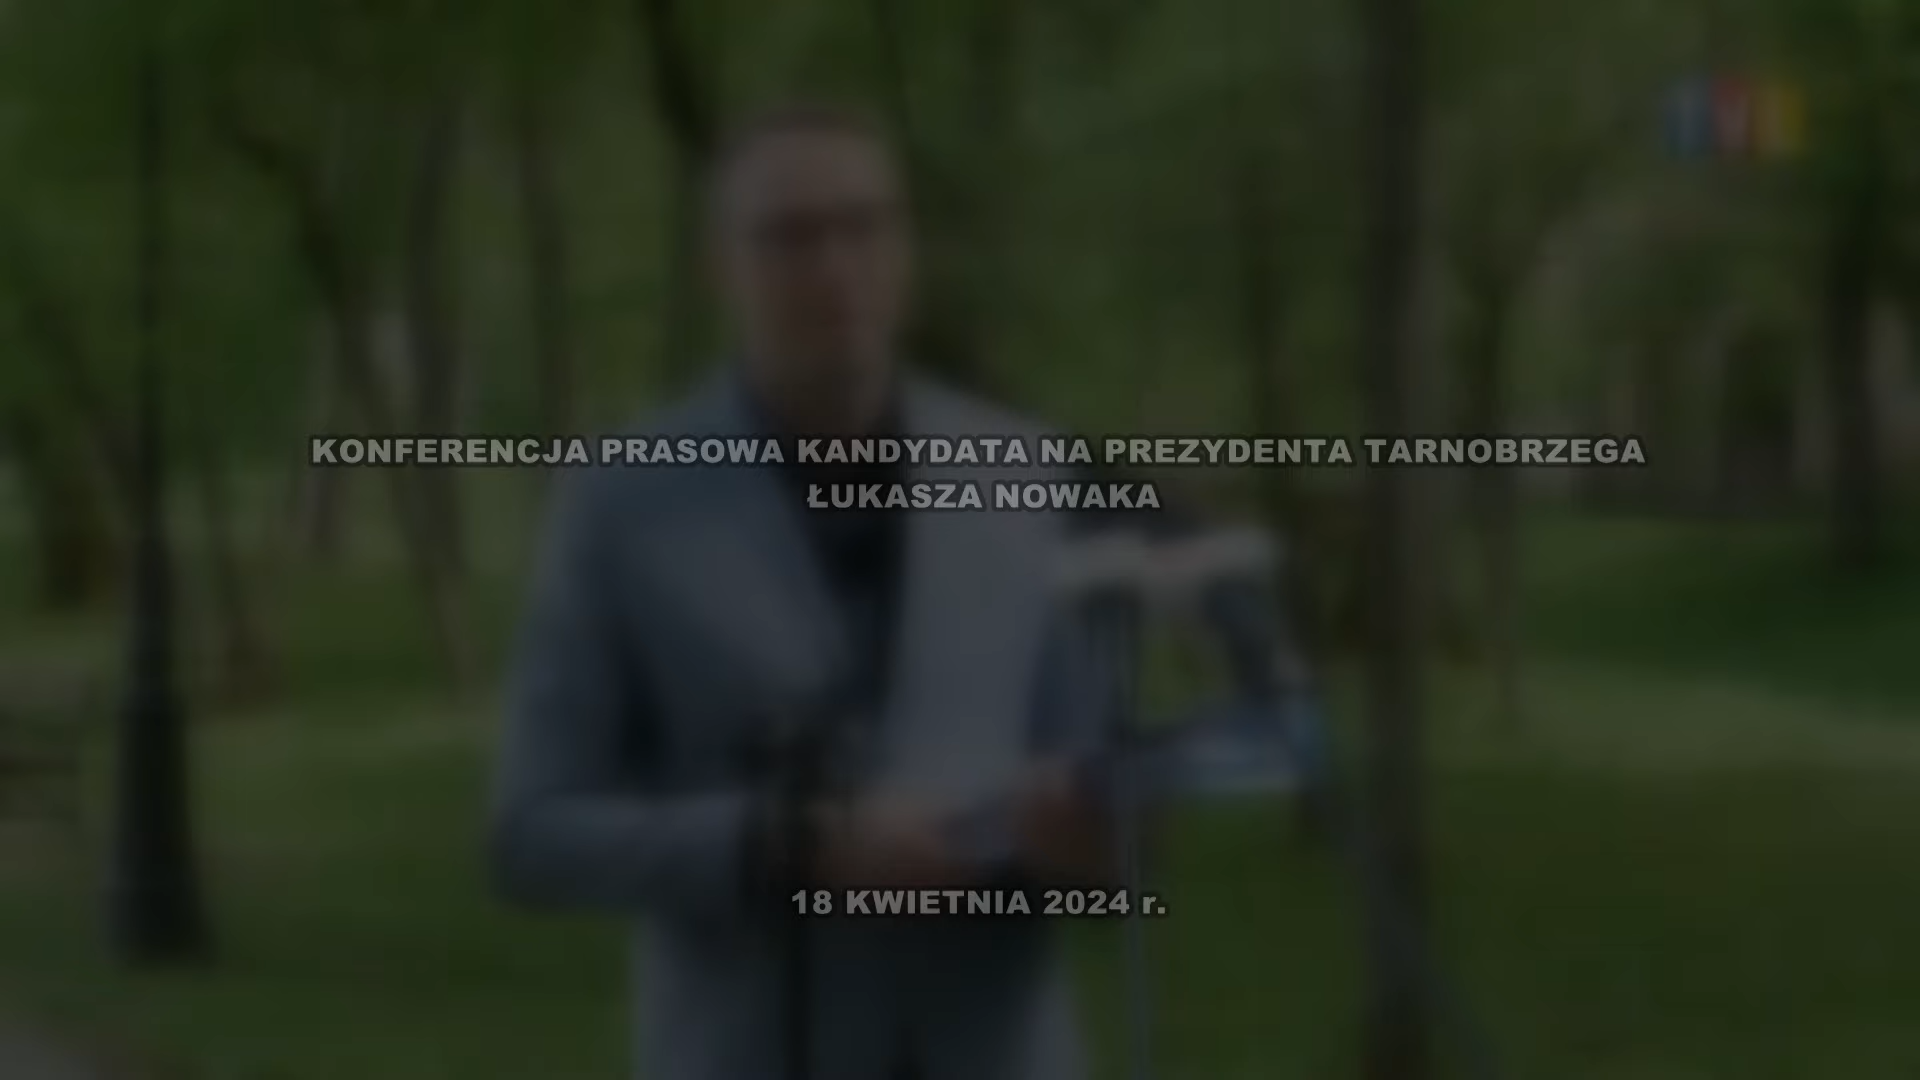 KONFERENCJA PRASOWA KANDYDATA NA PREZYDENTA TARNOBRZEGA
ŁUKASZA NOWAKA
18 KWIETNIA 2024 r.